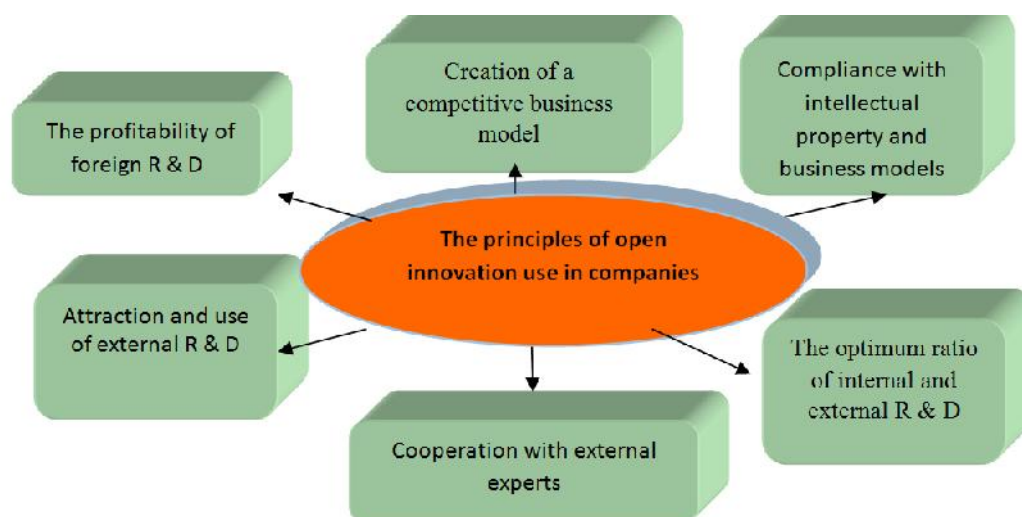 Creation of a
competitive business
model
Compliance with
intellectual
property and
business models
The profitability of
foreign R & D
The principles of open
innovation use in companies
Attraction and use
of external R & D
The optimum ratio
of internal and
external R & D
Cooperation with external
experts